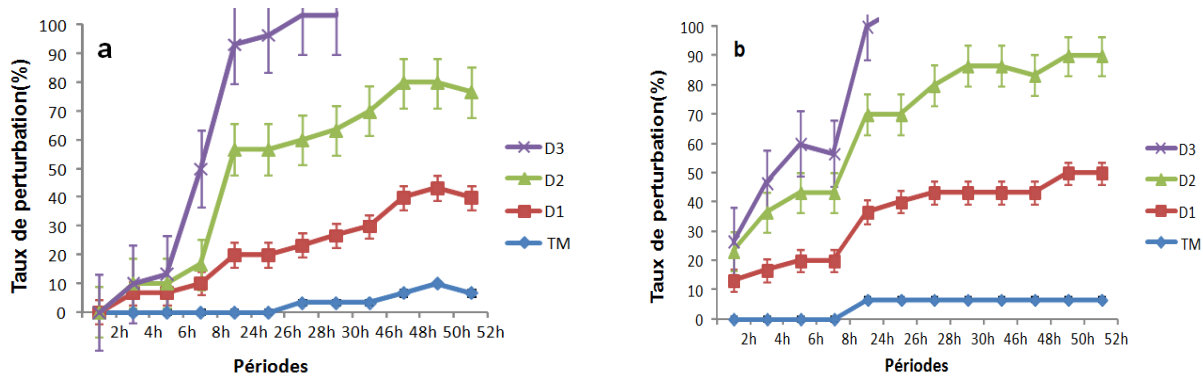 a
Taux de perturbation(%)
100
90
80
70
60
50
40
30
20
10
0
2h 4h 6h 8h 24h 26h 28h 30h 46h 48h 50h 52h
Périodes
D3
D2
D1
TM
b
Taux de perturbation(%)
100
90
80
70
60
50
40
30
20
10
0
2h 4h 6h 8h 24h 26h 28h 30h 46h 48h 50h 52h
Périodes
D3
D2
D1
TM